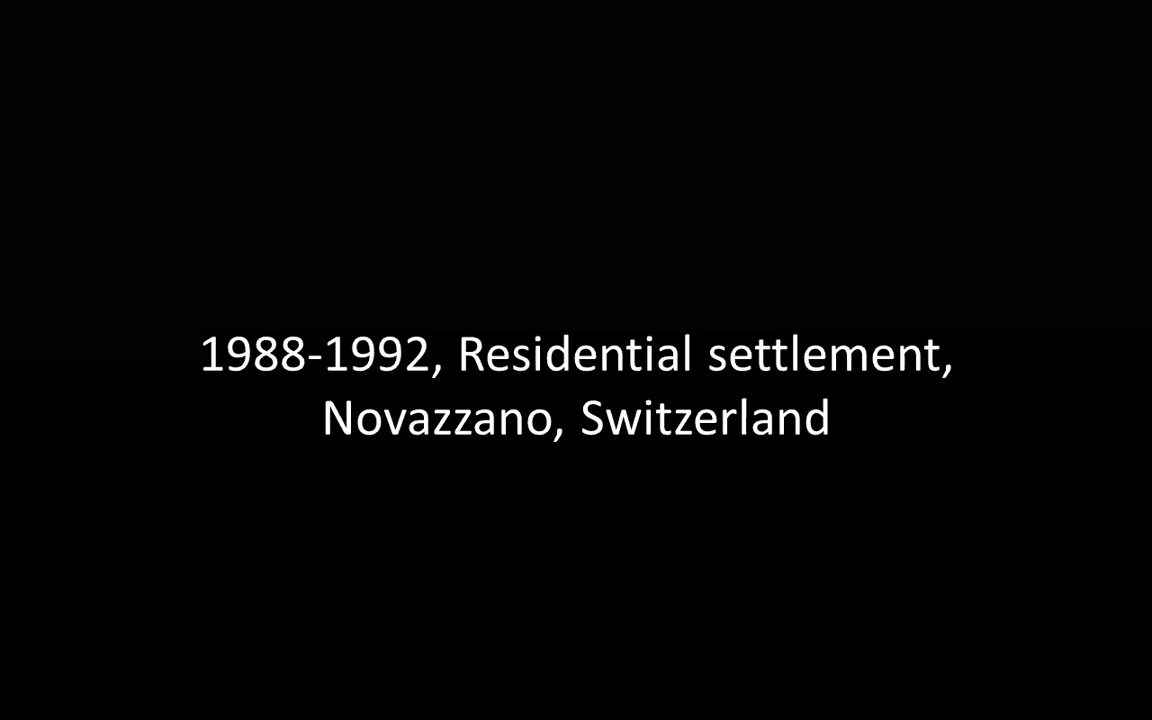 1988-1992, Residential settlement,
Novazzano, Switzerland